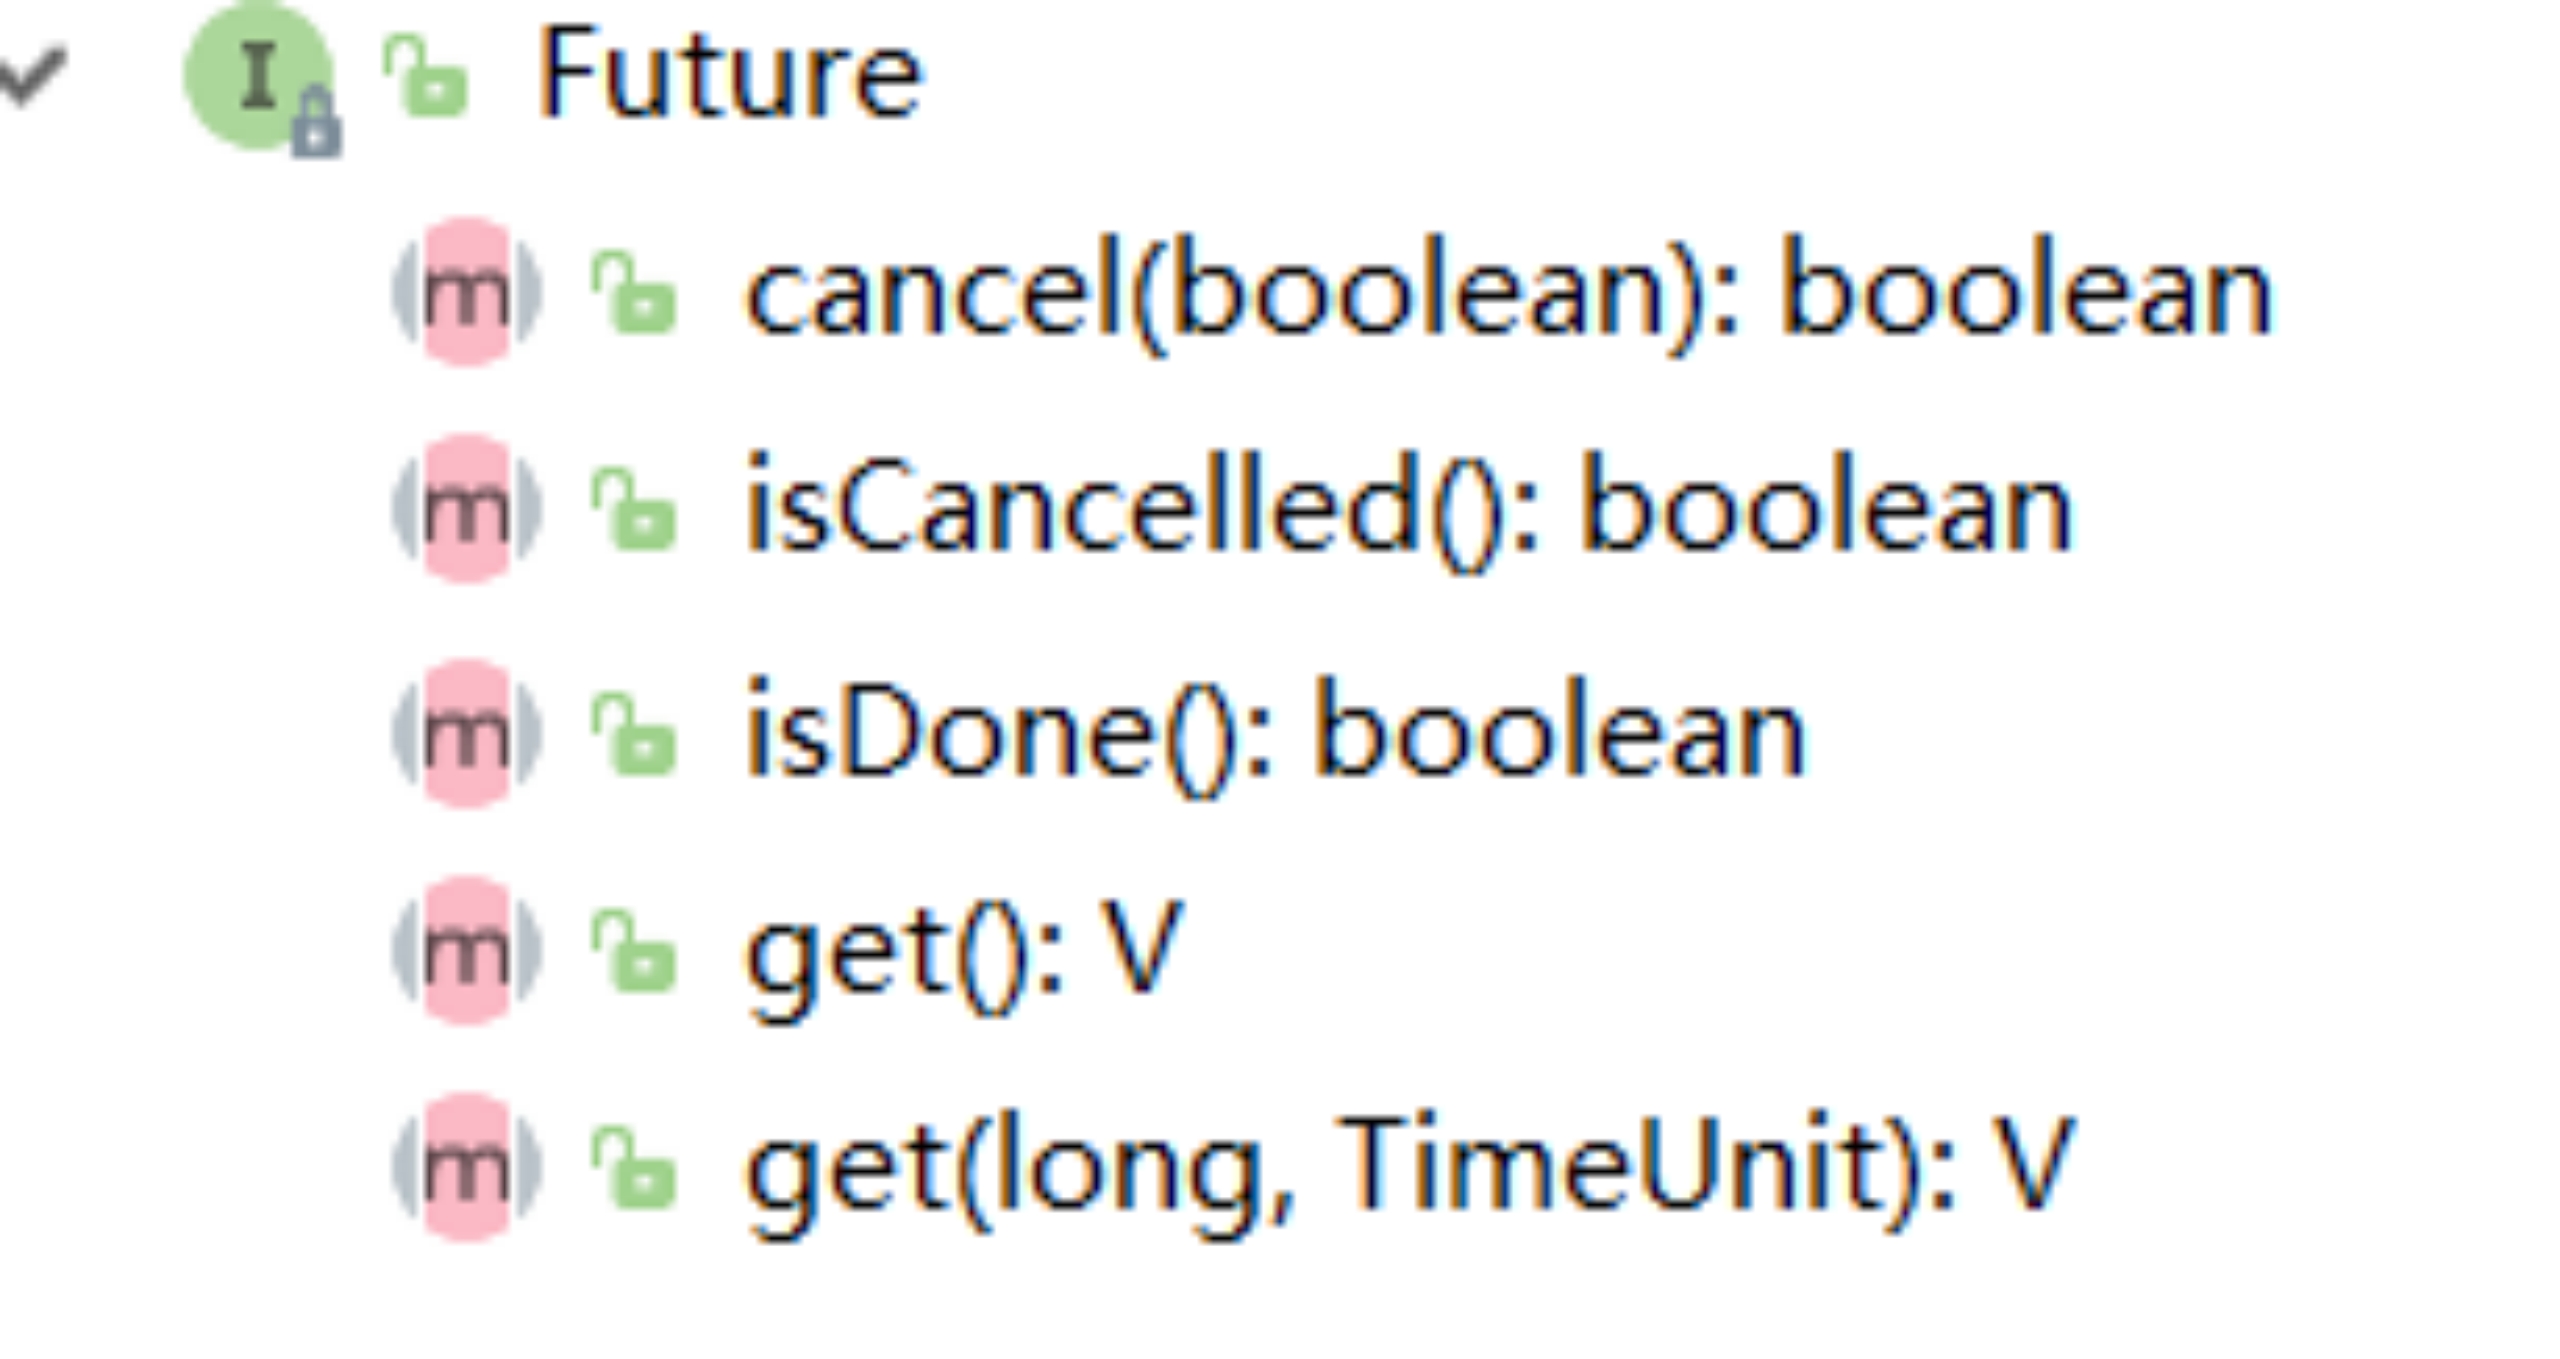 I Future
m cancel(boolean): boolean
m isCancelled(): boolean
m isDone(): boolean
m get(): V
m get(long, TimeUnit): V